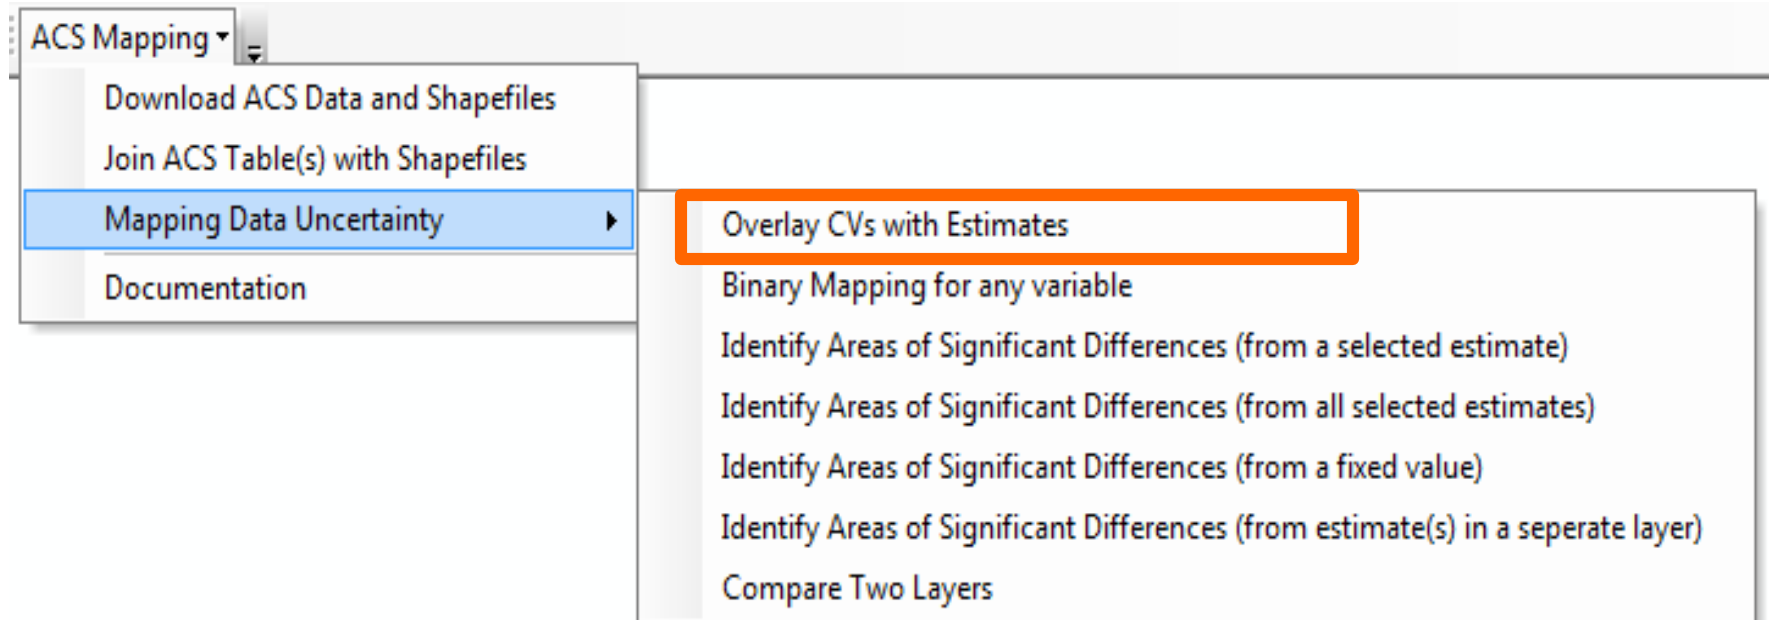 ACS Mapping
Download ACS Data and Shapefiles
Join ACS Table(s) with Shapefiles
Mapping Data Uncertainty
Documentation
Overlay CVs with Estimates
Binary Mapping for any variable
Identify Areas of Significant Differences (from a selected estimate)
Identify Areas of Significant Differences (from all selected estimates)
Identify Areas of Significant Differences (from a fixed value)
Identify Areas of Significant Differences (from estimate(s) in a seperate layer)
Compare Two Layers